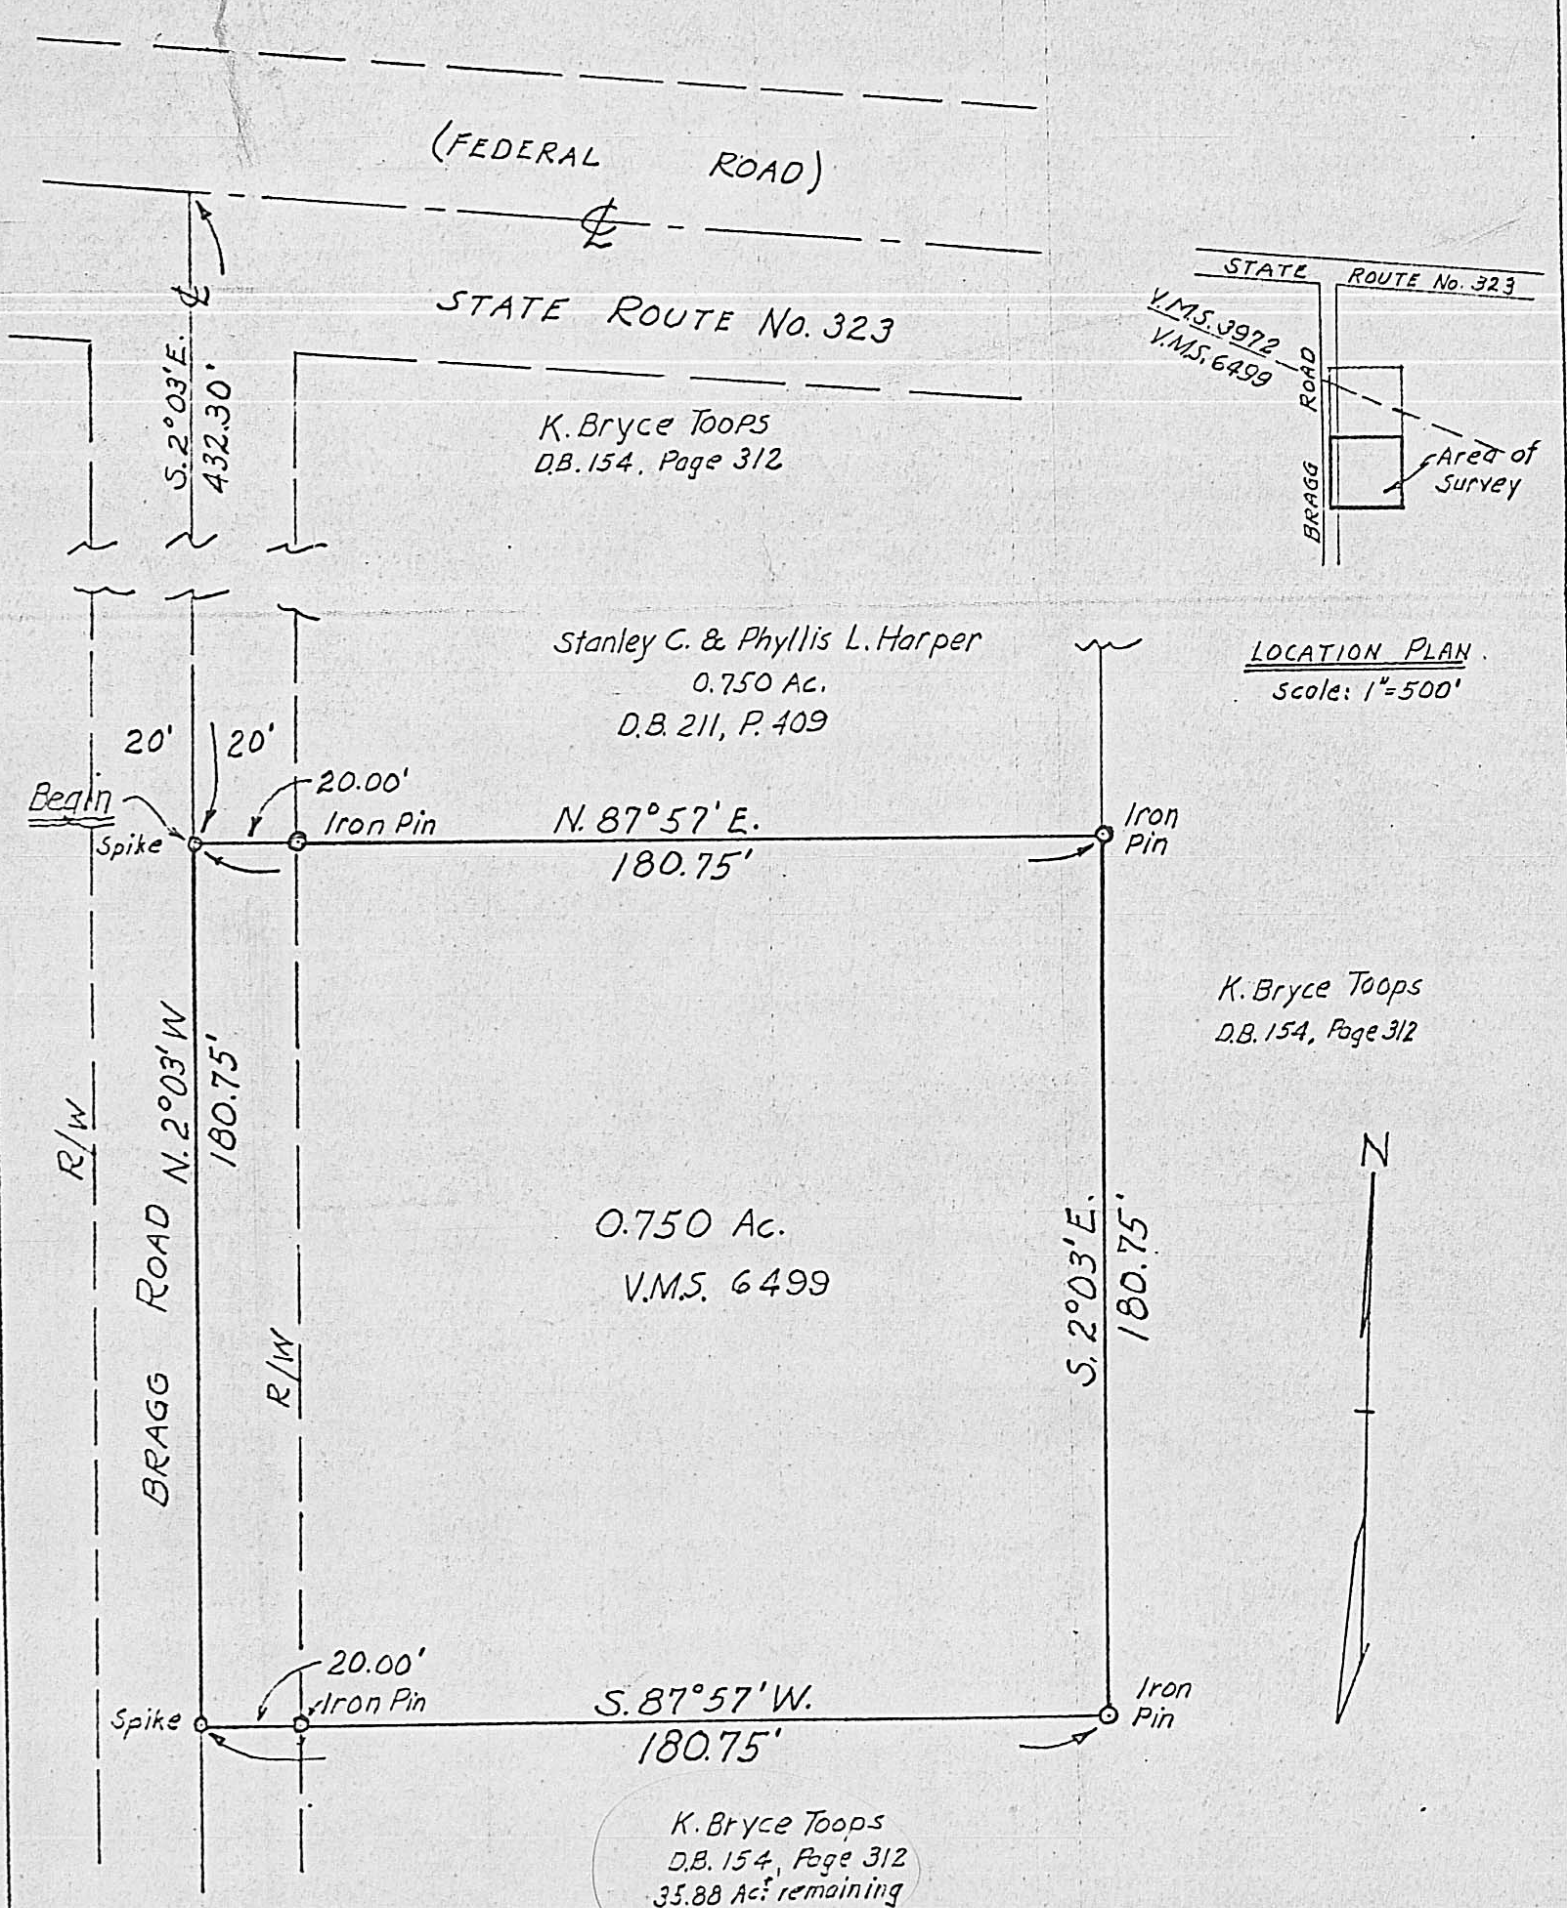 (FEDERAL ROAD)
℄
STATE ROUTE No. 323
S. 2°03' E. ℄
432.30'
K. Bryce Toops
D.B. 154, Page 312
STATE ROUTE No. 323
V.M.S. 3972
V.M.S. 6499
BRAGG ROAD
Area of
Survey
LOCATION PLAN
Scale: 1"=500'
Stanley C. & Phyllis L. Harper
0.750 Ac.
D.B. 211, P. 409
20' 20'
Begin
Spike
20.00'
Iron Pin
N. 87°57' E.
180.75'
Iron
Pin
K. Bryce Toops
D.B. 154, Page 312
R/W
BRAGG ROAD N. 2°03' W
180.75'
R/W
0.750 Ac.
V.M.S. 6499
S. 2°03' E.
180.75'
N
20.00'
Iron Pin
Spike
S. 87°57' W.
180.75'
Iron
Pin
K. Bryce Toops
D.B. 154, Page 312
35.88 Ac.± remaining